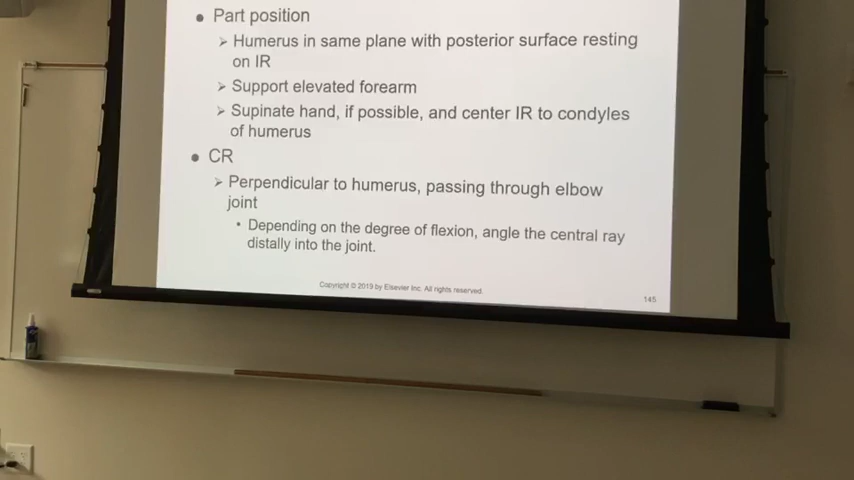 • Part position
➢ Humerus in same plane with posterior surface resting
on IR
➢ Support elevated forearm
➢ Supinate hand, if possible, and center IR to condyles
of humerus
• CR
➢ Perpendicular to humerus, passing through elbow
joint
• Depending on the degree of flexion, angle the central ray
distally into the joint.
Copyright © 2019 by Elsevier Inc. All rights reserved.
145